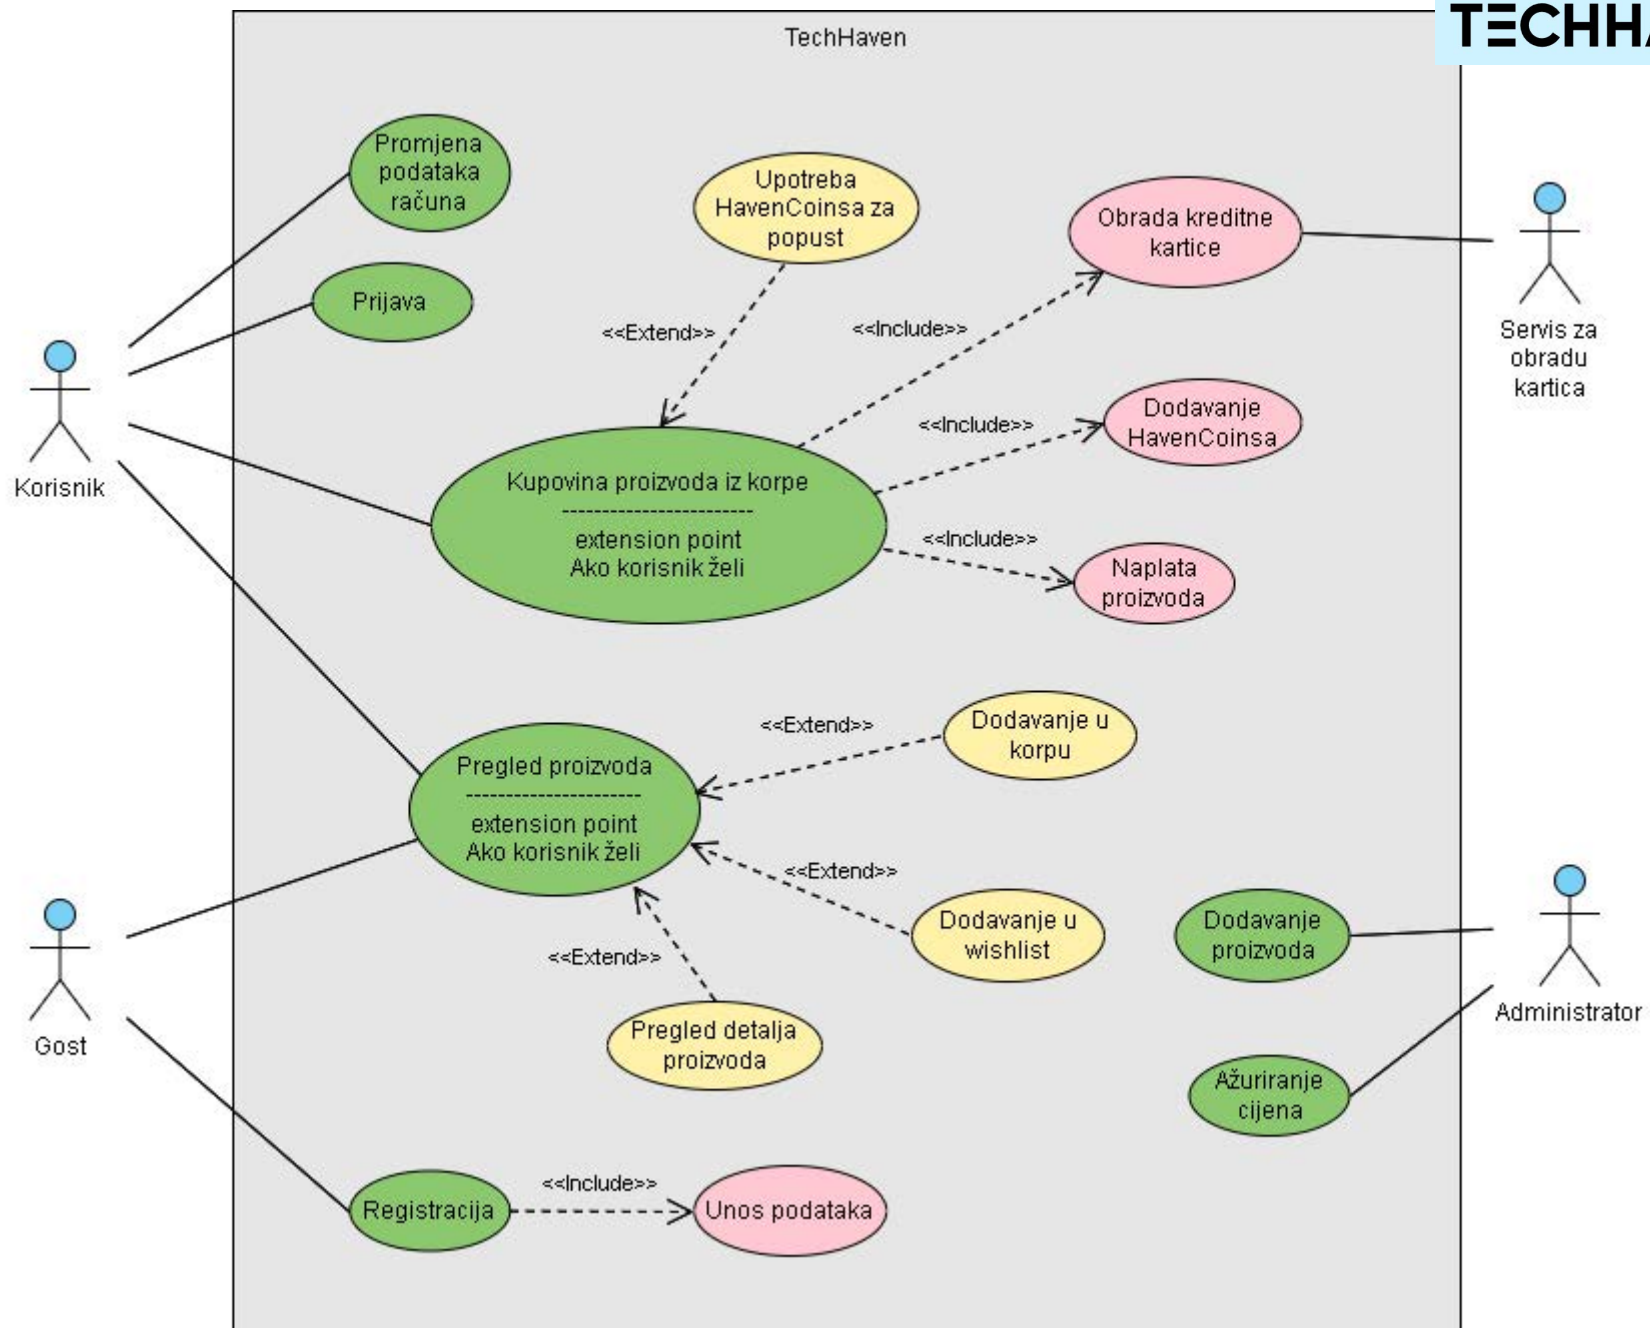 TECHHA
TechHaven
Promjena
podataka
računa
Upotreba
HavenCoinsa za
popust
Obrada kreditne
kartice
Prijava
<<Extend>>
<<Include>>
Servis za
obradu
kartica
Korisnik
Kupovina proizvoda iz korpe
------------------------
extension point
Ako korisnik želi
<<Include>>
Dodavanje
HavenCoinsa
<<Include>>
Naplata
proizvoda
Pregled proizvoda
----------------------
extension point
Ako korisnik želi
<<Extend>>
Dodavanje u
korpu
<<Extend>>
Dodavanje u
wishlist
<<Extend>>
Pregled detalja
proizvoda
Dodavanje
proizvoda
Administrator
Gost
Ažuriranje
cijena
Registracija
<<Include>>
Unos podataka